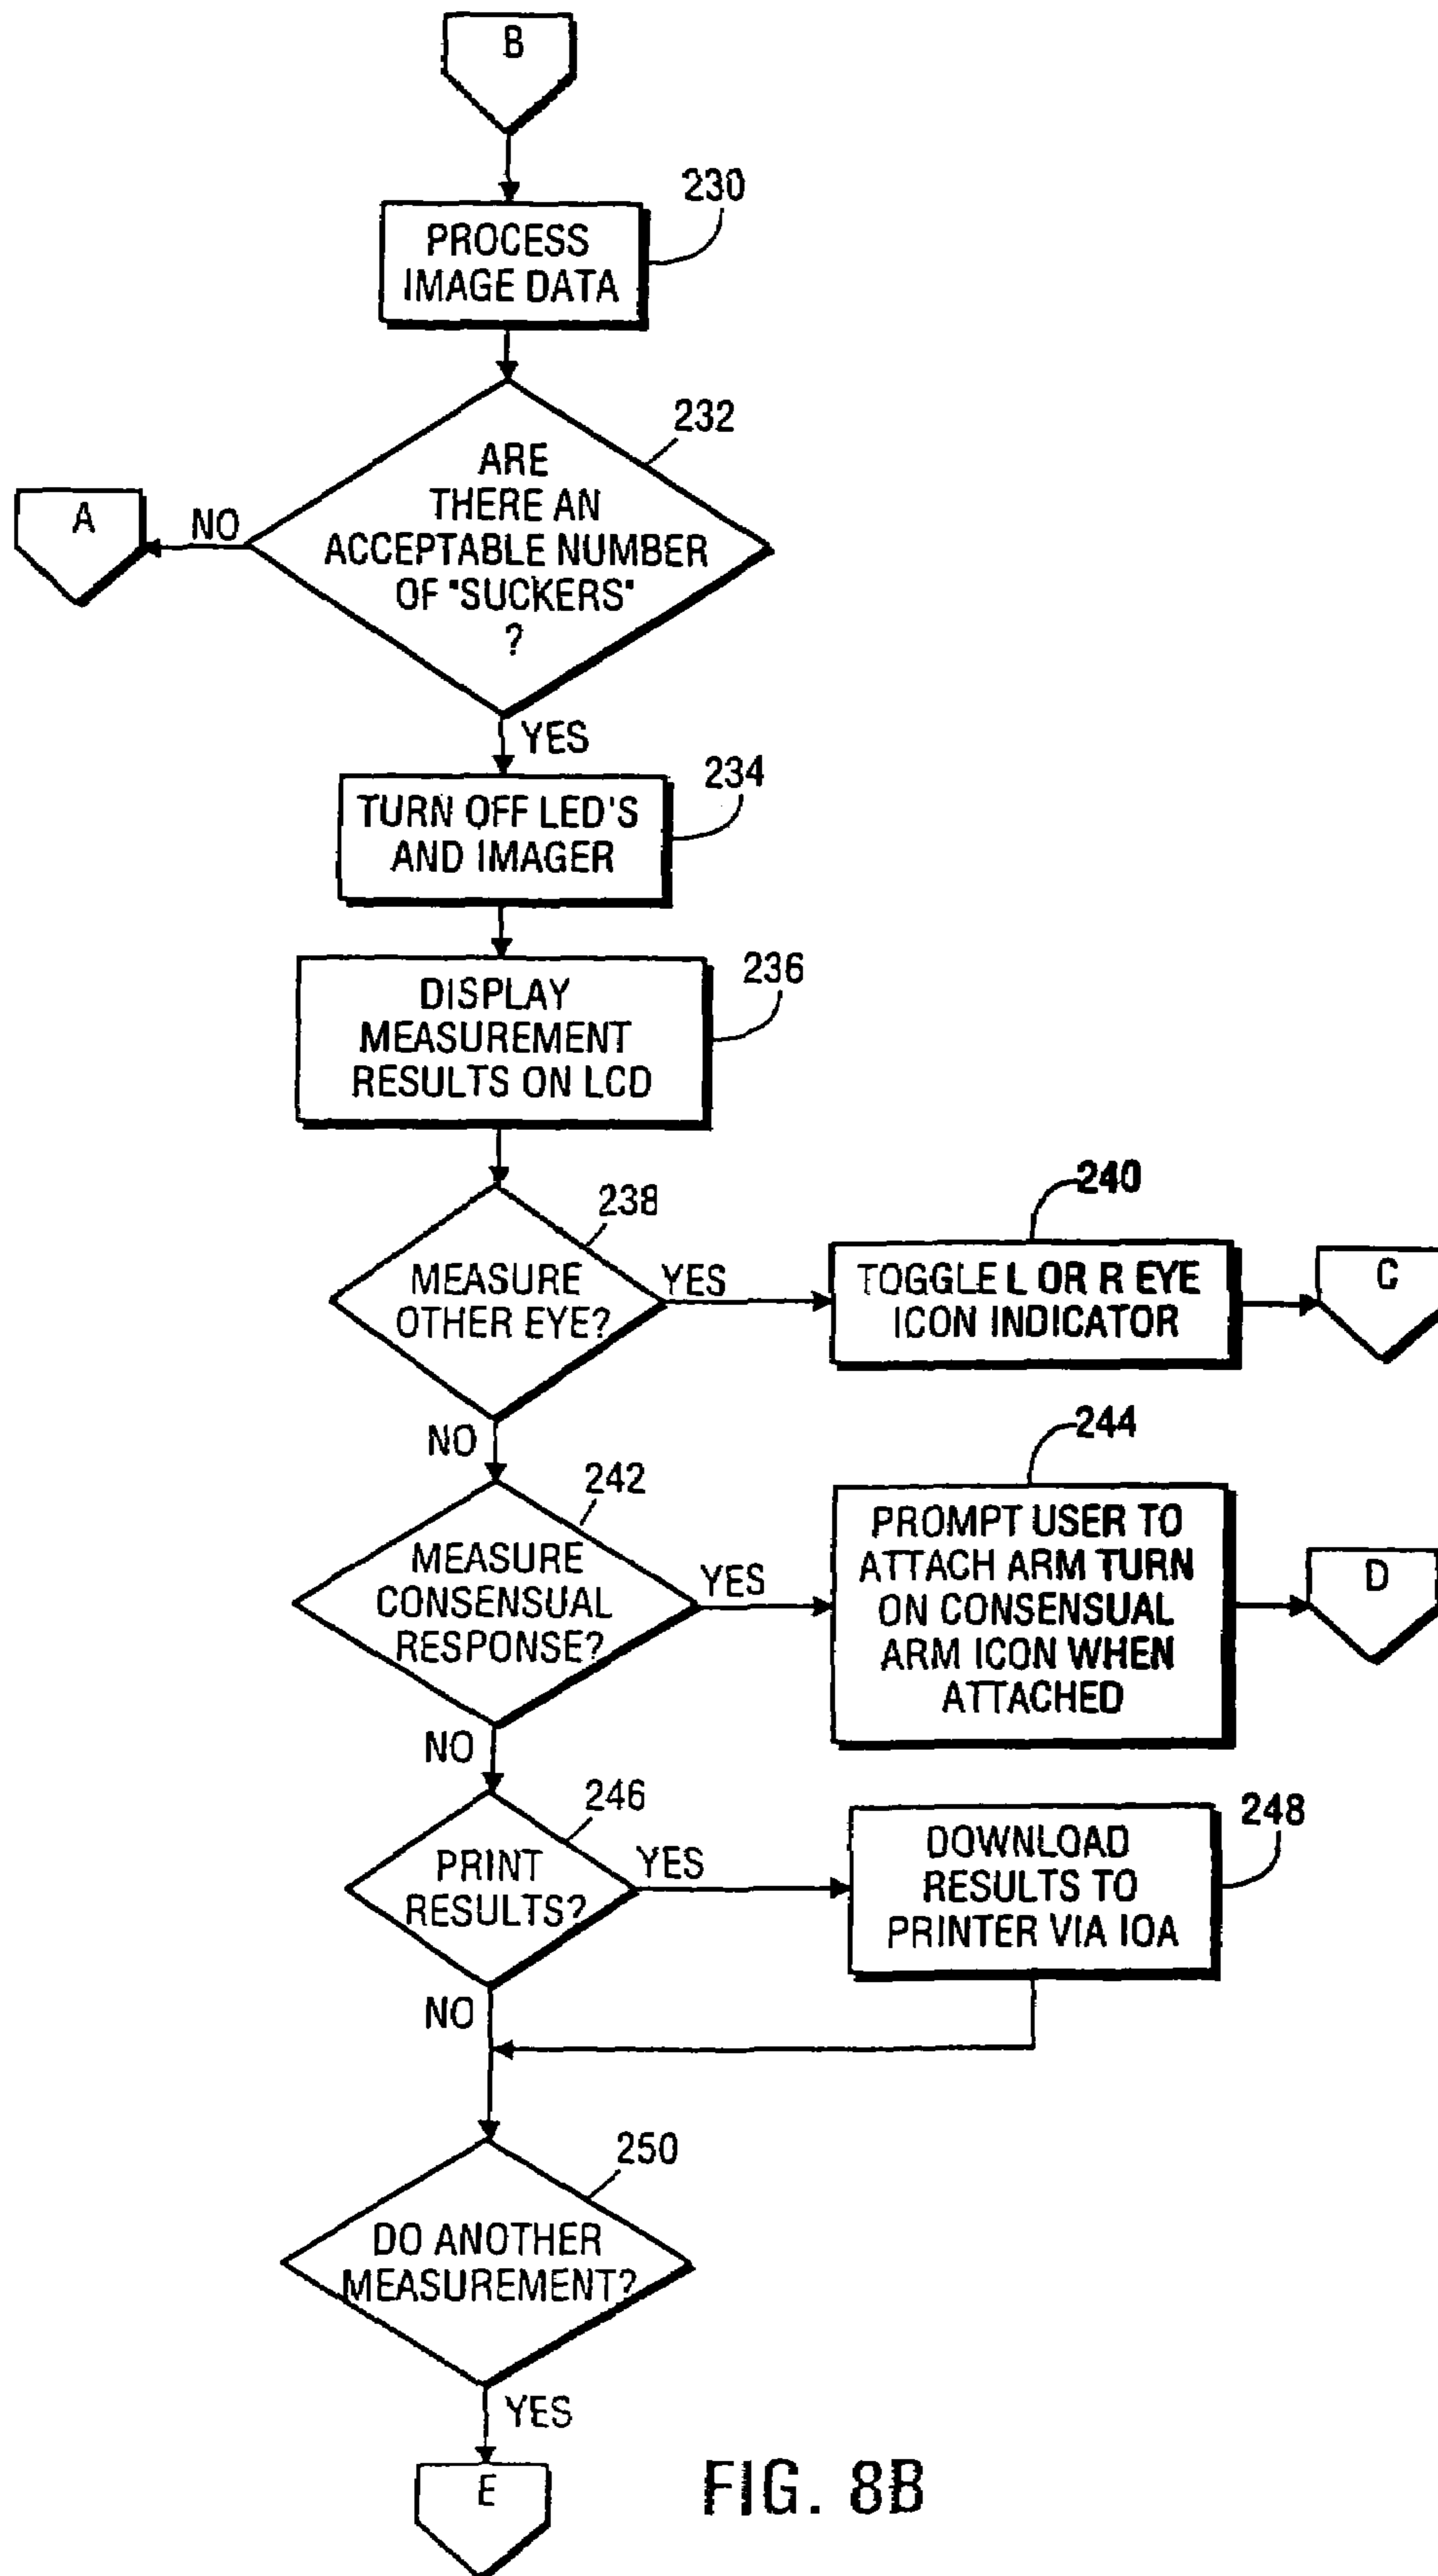 B
230
PROCESS
IMAGE DATA
232
ARE
THERE AN
ACCEPTABLE NUMBER
OF "SUCKERS"
?
NO
A
YES
234
TURN OFF LED'S
AND IMAGER
236
DISPLAY
MEASUREMENT
RESULTS ON LCD
238
MEASURE
OTHER EYE?
YES
240
TOGGLE L OR R EYE
ICON INDICATOR
C
NO
242
MEASURE
CONSENSUAL
RESPONSE?
YES
244
PROMPT USER TO
ATTACH ARM TURN
ON CONSENSUAL
ARM ICON WHEN
ATTACHED
D
NO
246
PRINT
RESULTS?
YES
248
DOWNLOAD
RESULTS TO
PRINTER VIA IOA
NO
250
DO ANOTHER
MEASUREMENT?
YES
E
FIG. 8B